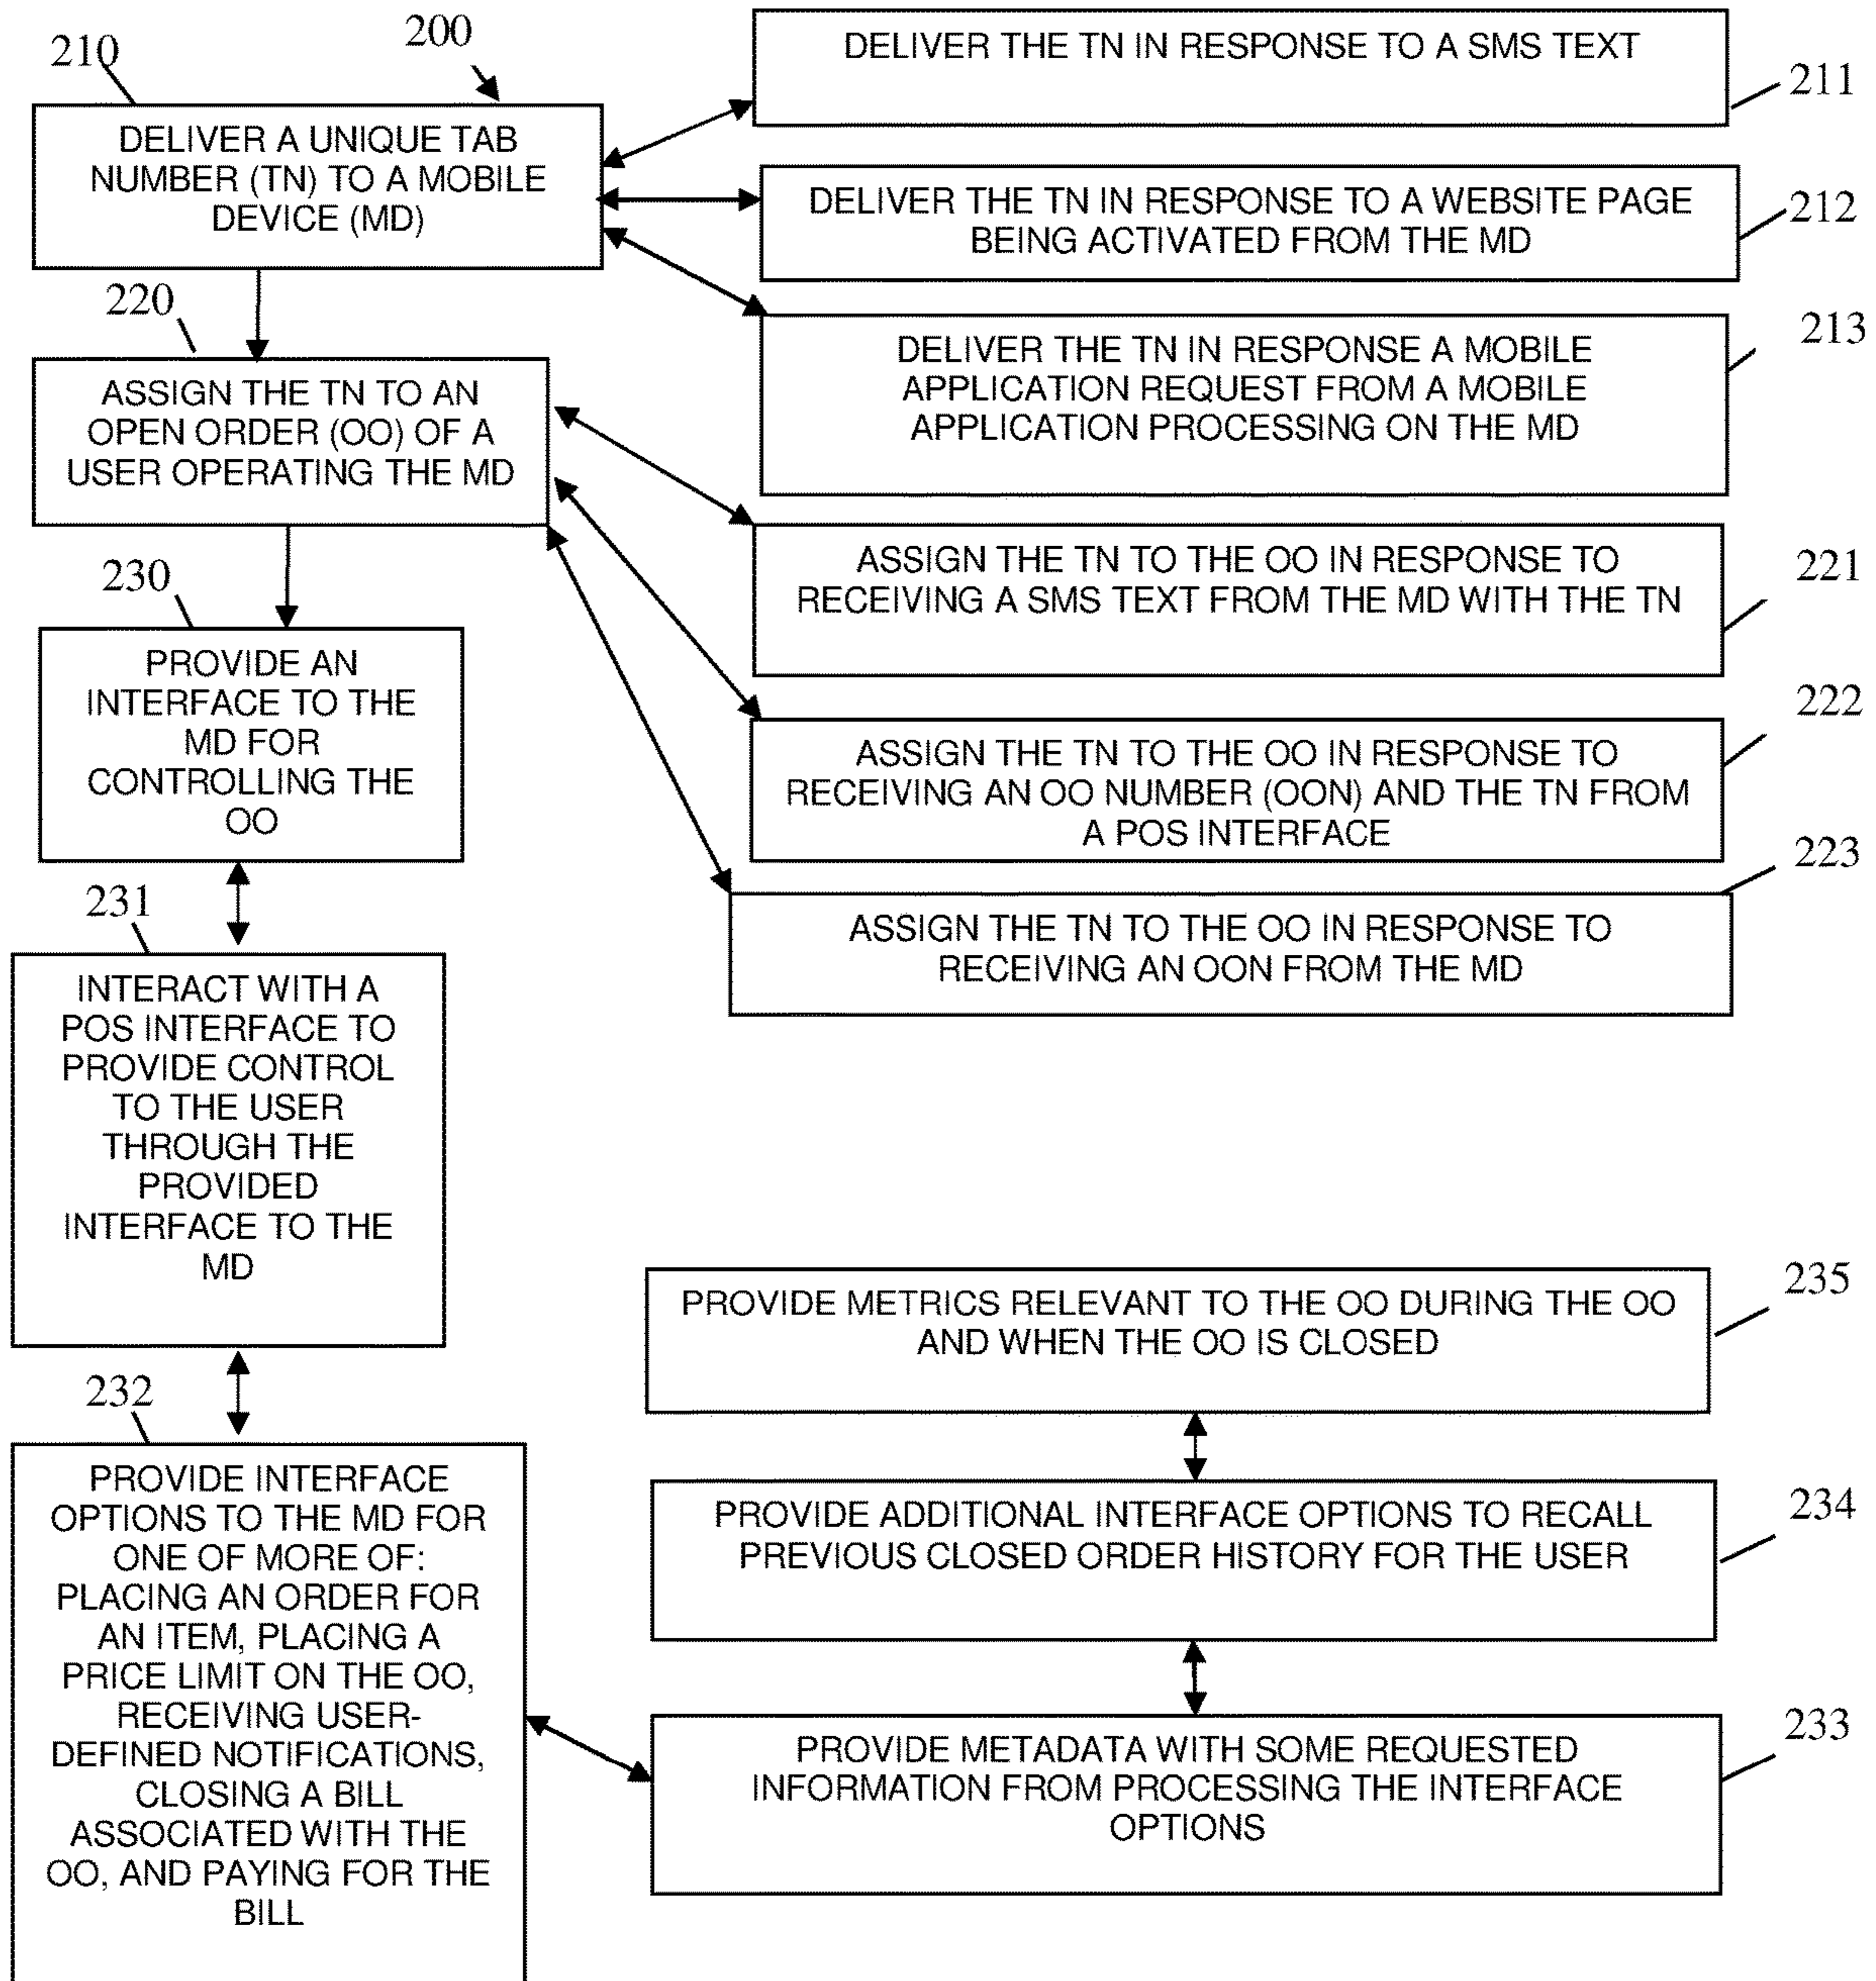 200
210
DELIVER A UNIQUE TAB
NUMBER (TN) TO A MOBILE
DEVICE (MD)
DELIVER THE TN IN RESPONSE TO A SMS TEXT
211
DELIVER THE TN IN RESPONSE TO A WEBSITE PAGE
BEING ACTIVATED FROM THE MD
212
DELIVER THE TN IN RESPONSE A MOBILE
APPLICATION REQUEST FROM A MOBILE
APPLICATION PROCESSING ON THE MD
213
220
ASSIGN THE TN TO AN
OPEN ORDER (OO) OF A
USER OPERATING THE MD
ASSIGN THE TN TO THE OO IN RESPONSE TO
RECEIVING A SMS TEXT FROM THE MD WITH THE TN
221
ASSIGN THE TN TO THE OO IN RESPONSE TO
RECEIVING AN OO NUMBER (OON) AND THE TN FROM
A POS INTERFACE
222
ASSIGN THE TN TO THE OO IN RESPONSE TO
RECEIVING AN OON FROM THE MD
223
230
PROVIDE AN
INTERFACE TO THE
MD FOR
CONTROLLING THE
OO
231
INTERACT WITH A
POS INTERFACE TO
PROVIDE CONTROL
TO THE USER
THROUGH THE
PROVIDED
INTERFACE TO THE
MD
232
PROVIDE INTERFACE
OPTIONS TO THE MD FOR
ONE OF MORE OF:
PLACING AN ORDER FOR
AN ITEM, PLACING A
PRICE LIMIT ON THE OO,
RECEIVING USER-
DEFINED NOTIFICATIONS,
CLOSING A BILL
ASSOCIATED WITH THE
OO, AND PAYING FOR THE
BILL
PROVIDE METRICS RELEVANT TO THE OO DURING THE OO
AND WHEN THE OO IS CLOSED
235
PROVIDE ADDITIONAL INTERFACE OPTIONS TO RECALL
PREVIOUS CLOSED ORDER HISTORY FOR THE USER
234
PROVIDE METADATA WITH SOME REQUESTED
INFORMATION FROM PROCESSING THE INTERFACE
OPTIONS
233